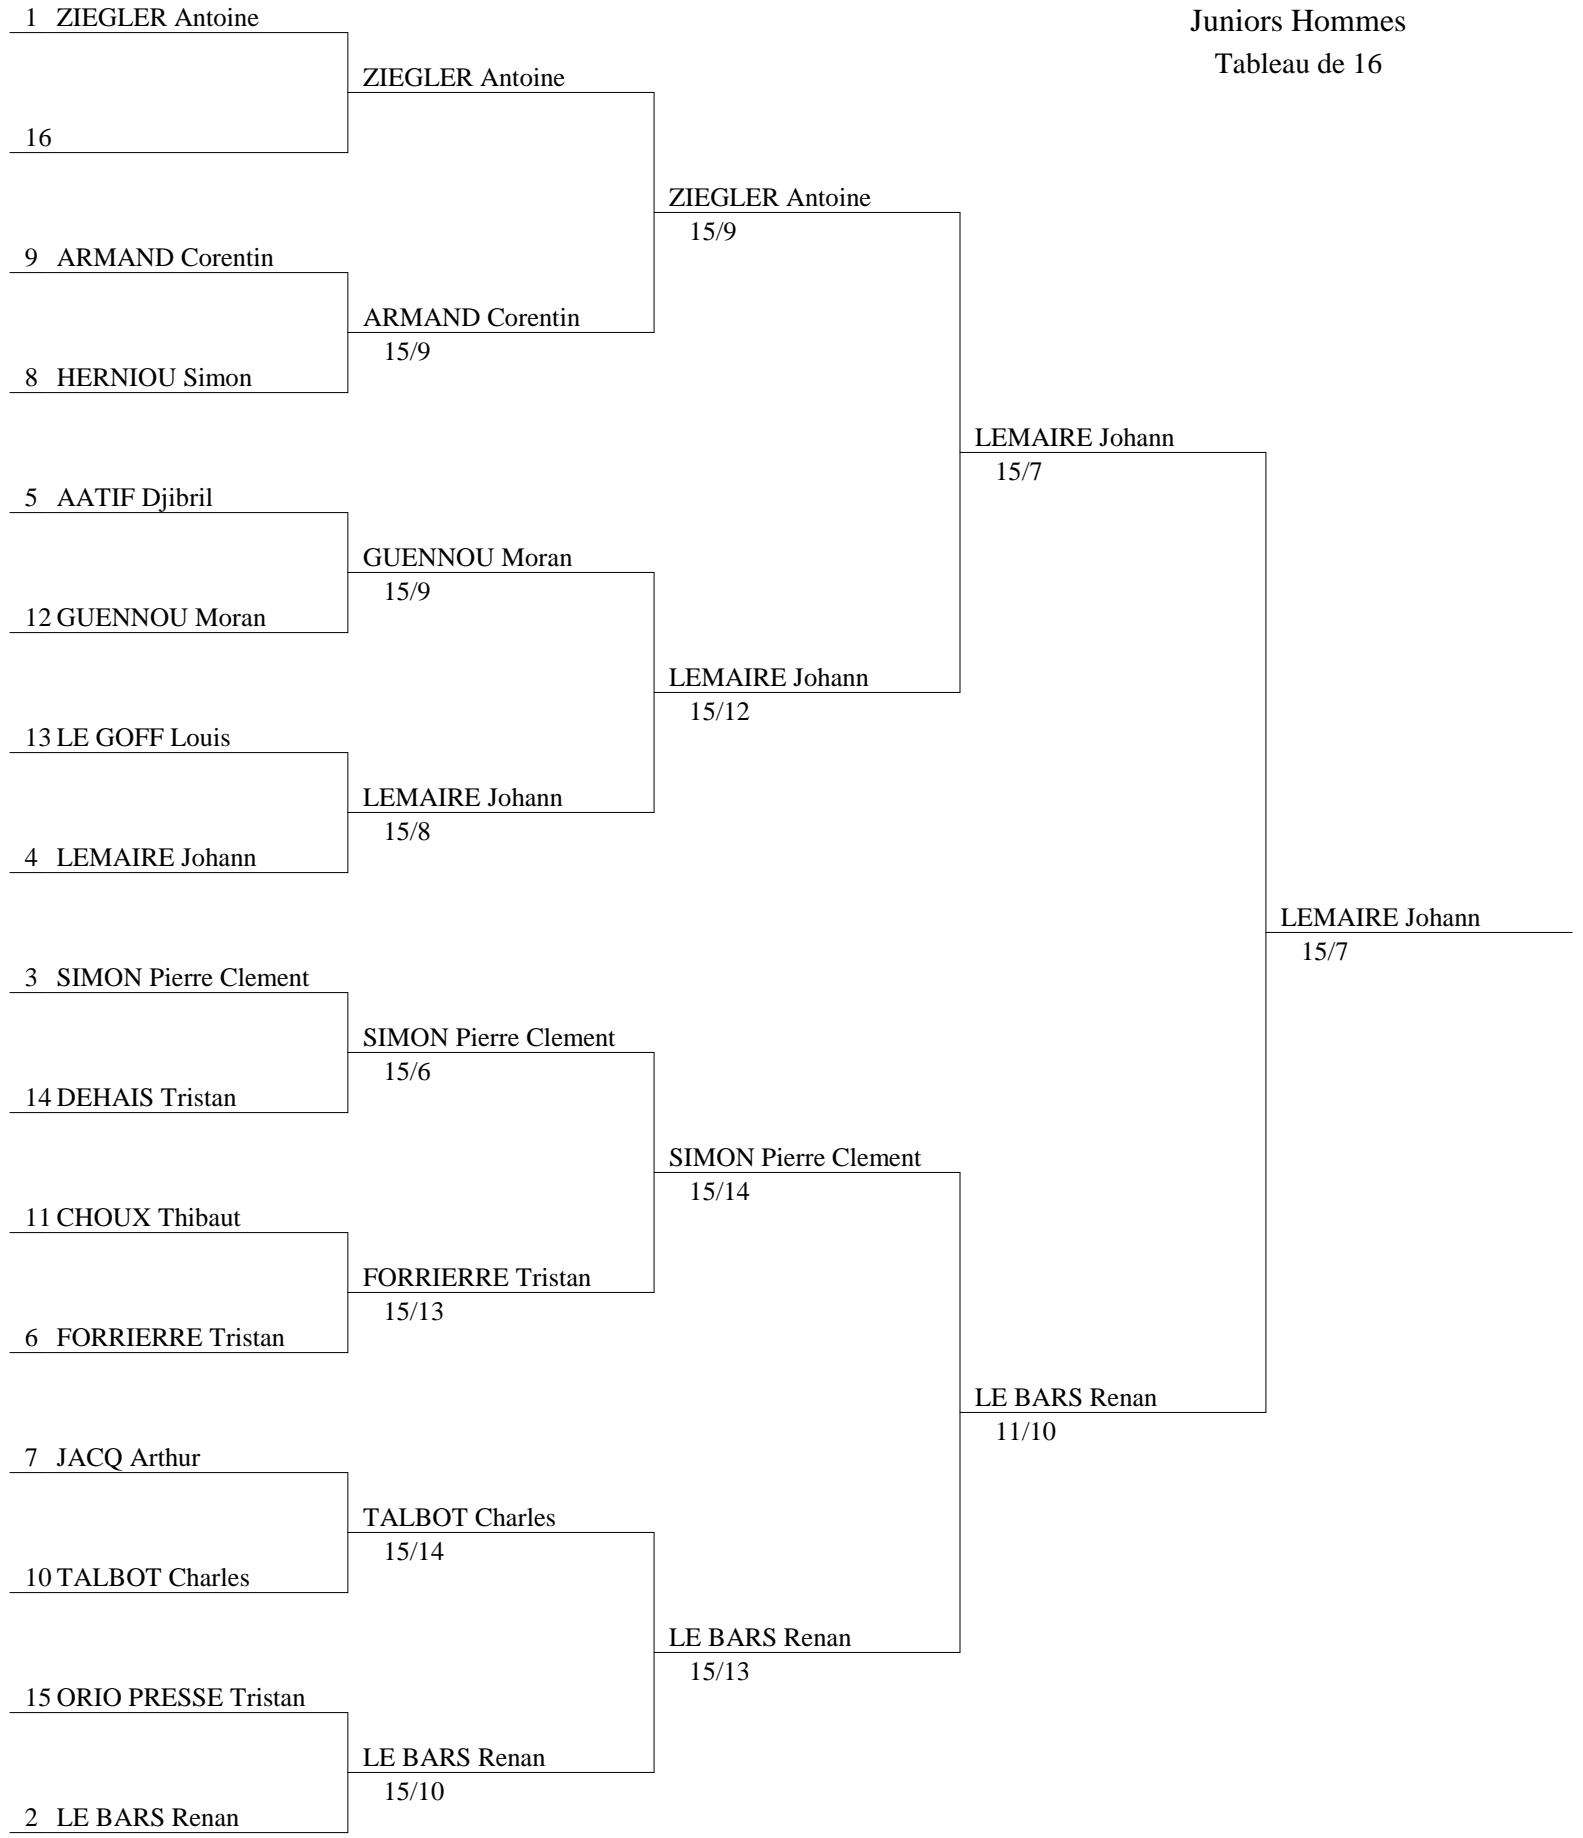 Juniors Hommes
Tableau de 16
1 ZIEGLER Antoine
16
9 ARMAND Corentin
8 HERNIOU Simon
5 AATIF Djibril
12 GUENNOU Moran
13 LE GOFF Louis
4 LEMAIRE Johann
3 SIMON Pierre Clement
14 DEHAIS Tristan
11 CHOUX Thibaut
6 FORRIERRE Tristan
7 JACQ Arthur
10 TALBOT Charles
15 ORIO PRESSE Tristan
2 LE BARS Renan
ZIEGLER Antoine
ARMAND Corentin
15/9
GUENNOU Moran
15/9
LEMAIRE Johann
15/8
SIMON Pierre Clement
15/6
FORRIERRE Tristan
15/13
TALBOT Charles
15/14
LE BARS Renan
15/10
ZIEGLER Antoine
15/9
LEMAIRE Johann
15/12
SIMON Pierre Clement
15/14
LE BARS Renan
15/13
LEMAIRE Johann
15/7
LE BARS Renan
11/10
LEMAIRE Johann
15/7